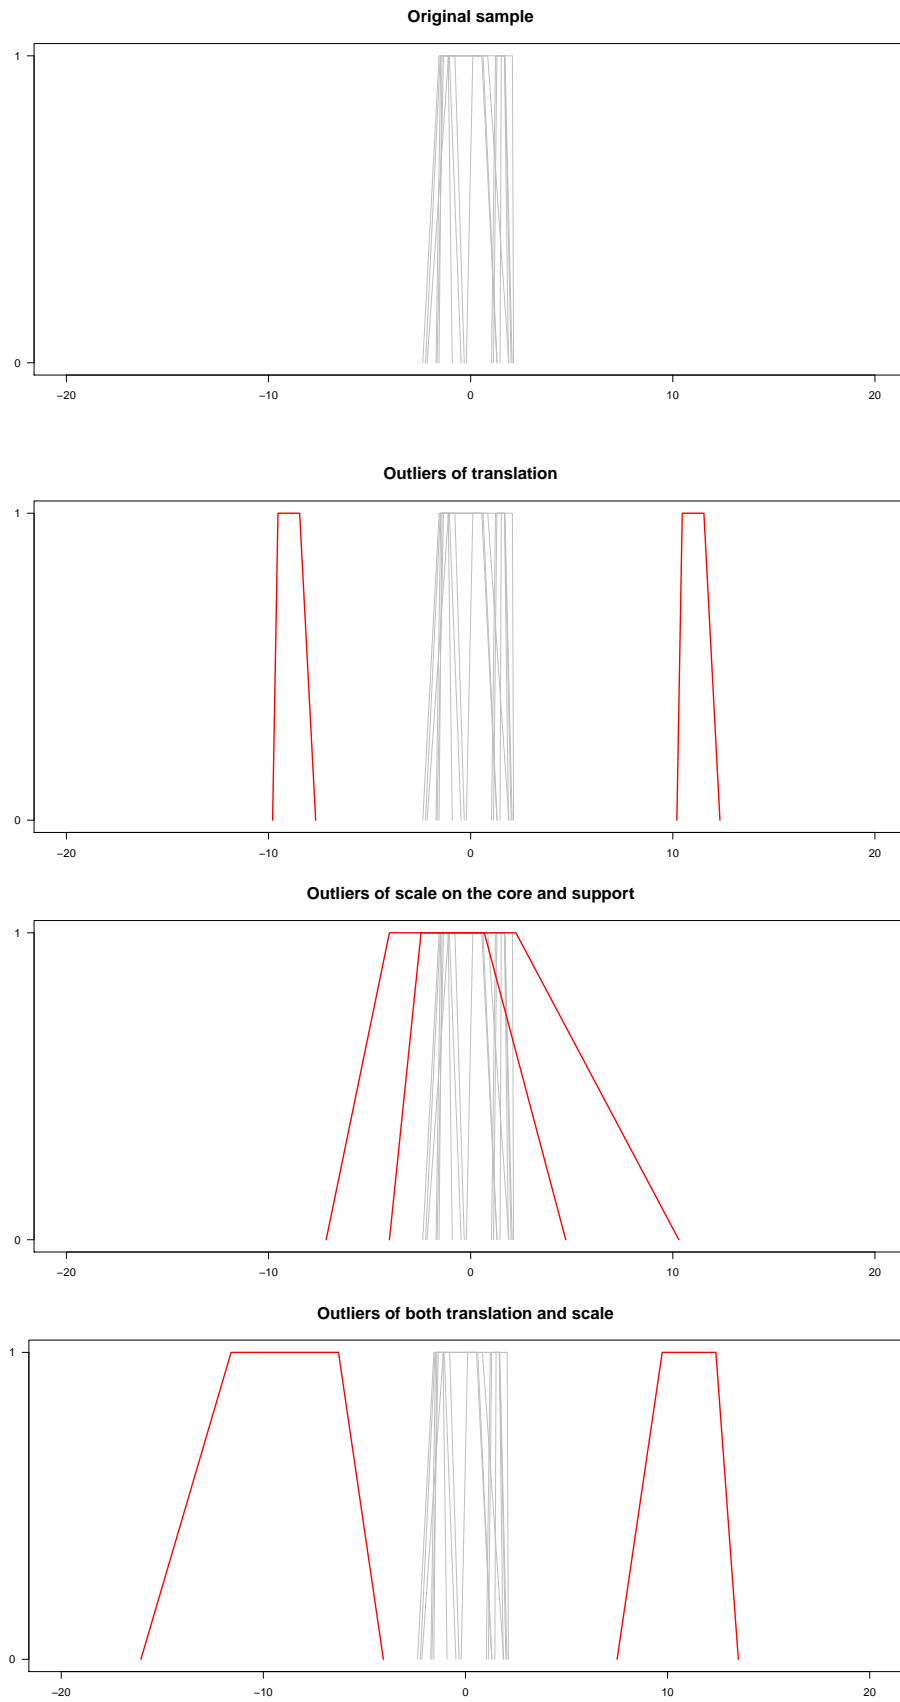 Original sample
1
0
−20 −10 0 10 20
Outliers of translation
1
0
−20 −10 0 10 20
Outliers of scale on the core and support
1
0
−20 −10 0 10 20
Outliers of both translation and scale
1
0
−20 −10 0 10 20